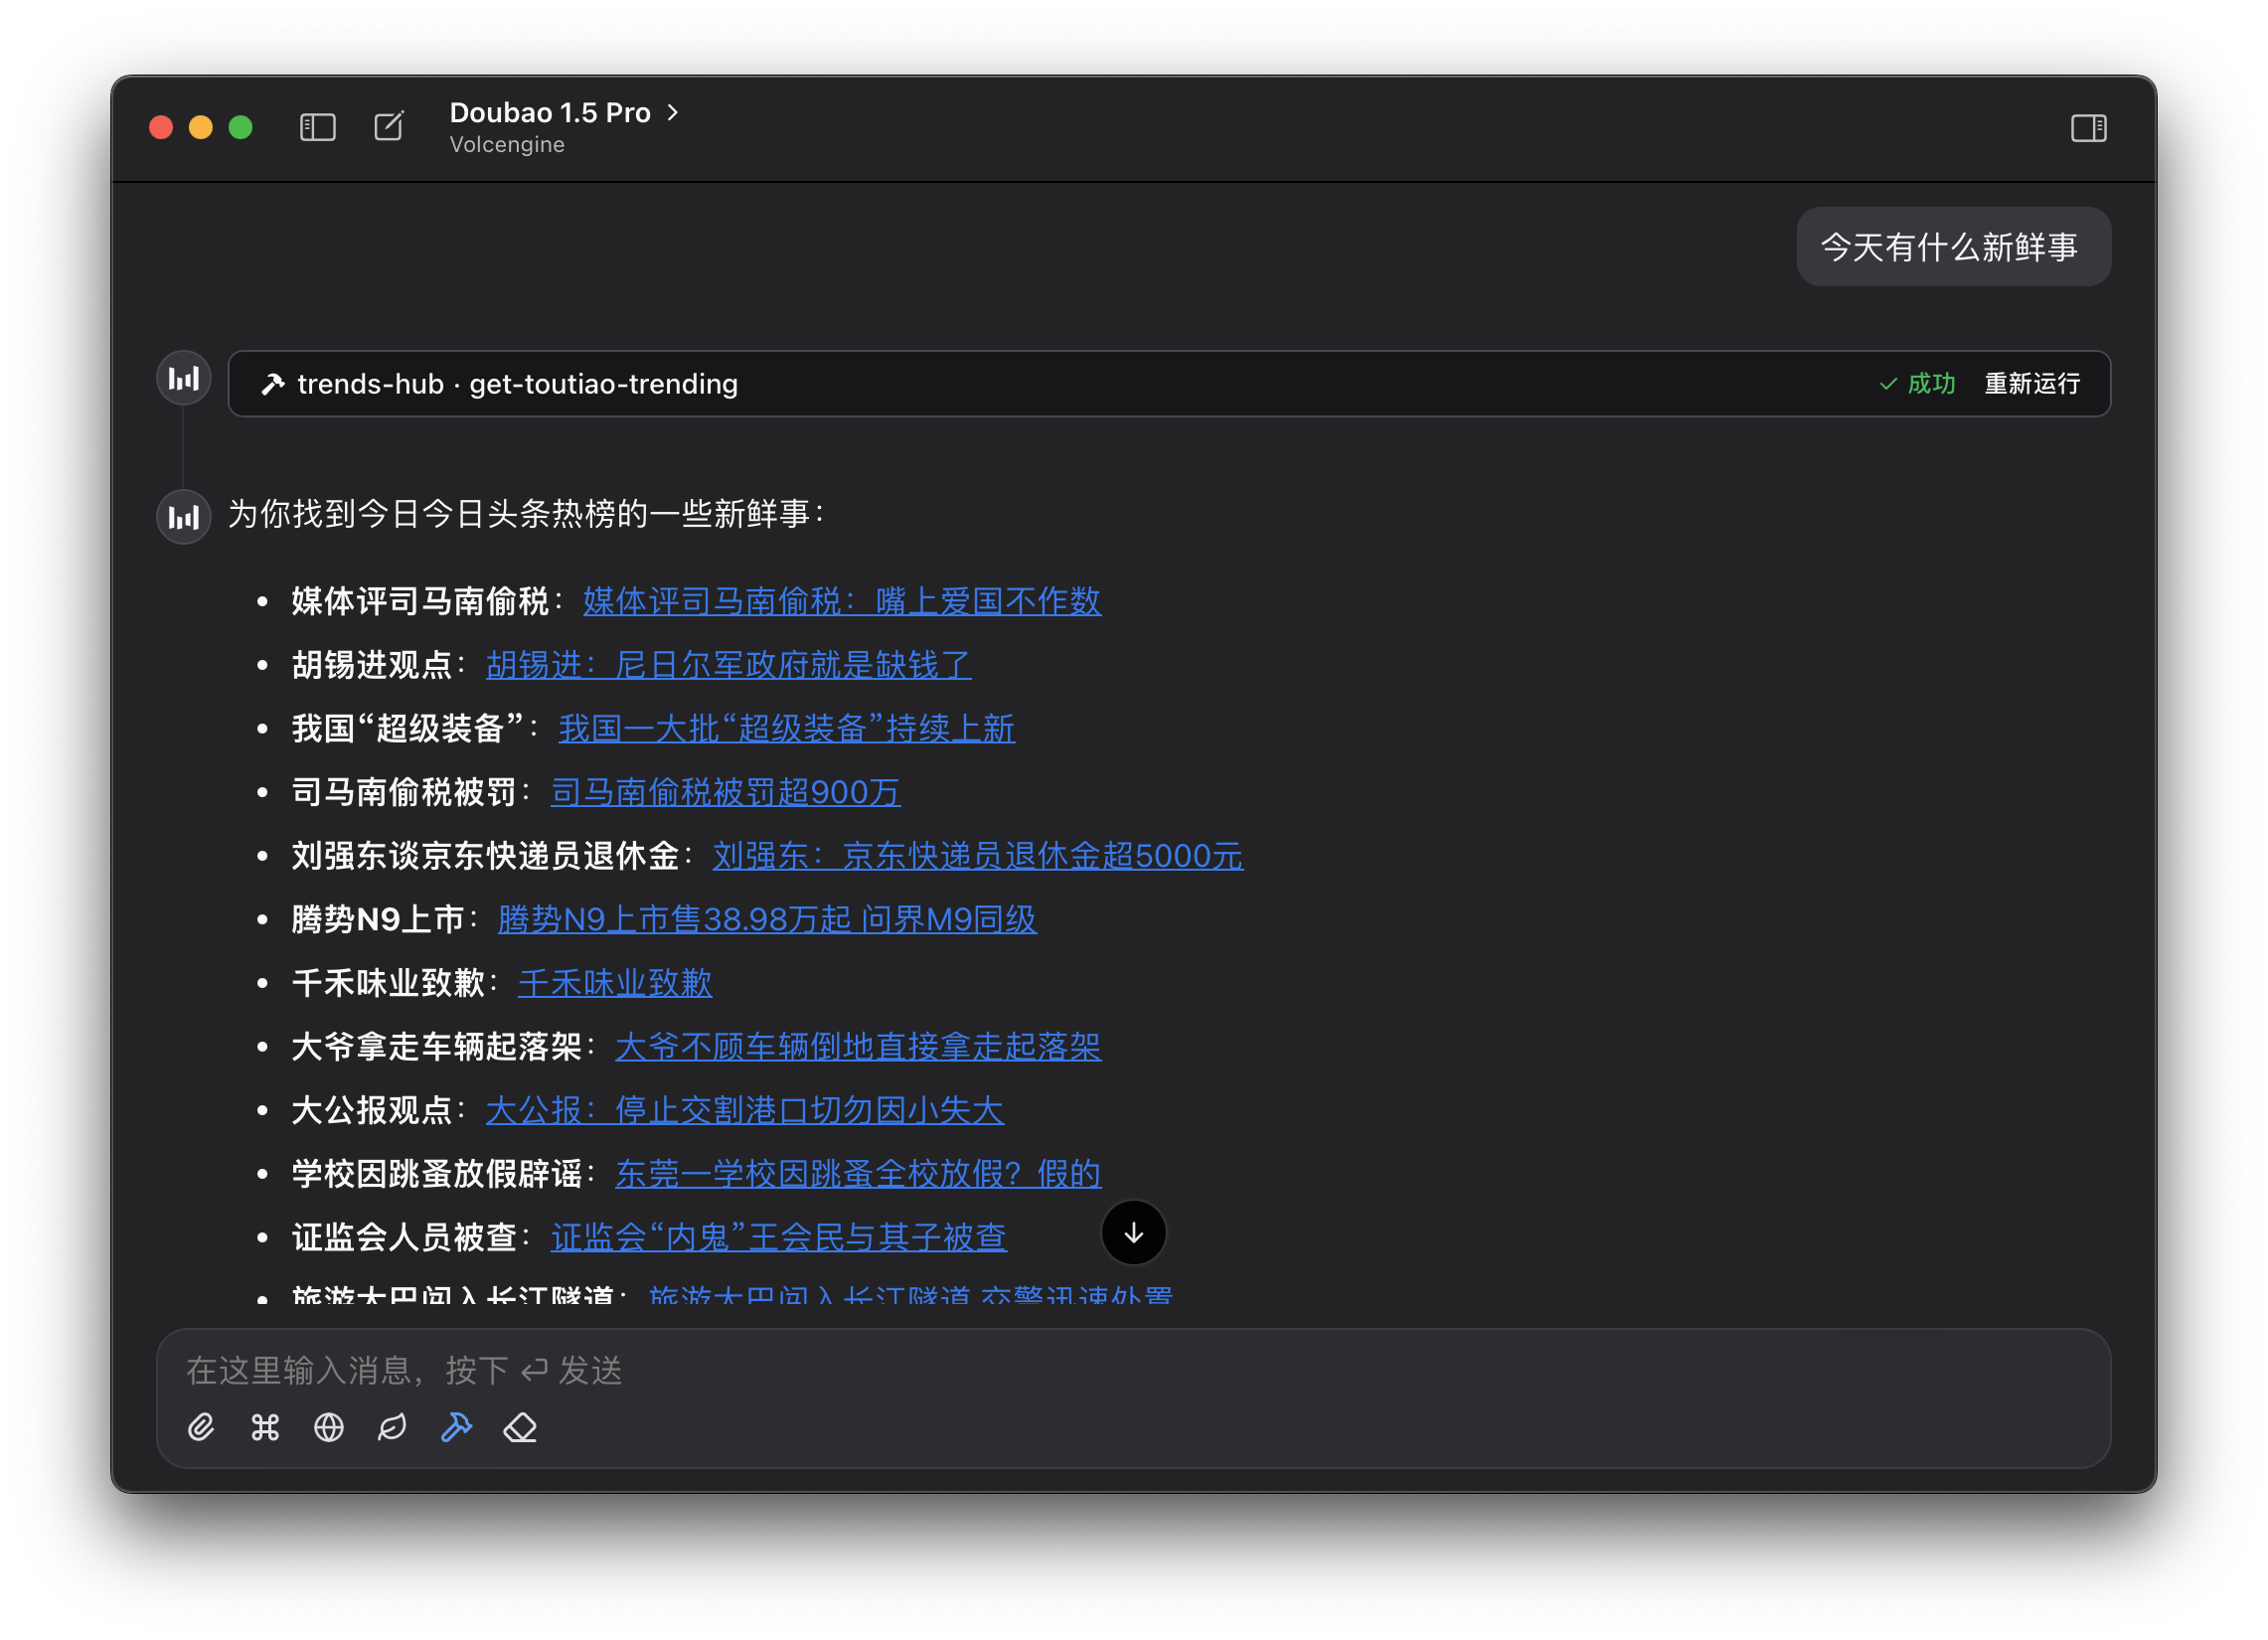 Doubao 1.5 Pro
Volcengine
今天有什么新鲜事
trends-hub · get-toutiao-trending
成功 重新运行
为你找到今日今日头条热榜的一些新鲜事：
媒体评司马南偷税：媒体评司马南偷税：嘴上爱国不作数
胡锡进观点：胡锡进：尼日尔军政府就是缺钱了
我国“超级装备”：我国一大批“超级装备”持续上新
司马南偷税被罚：司马南偷税被罚超900万
刘强东谈京东快递员退休金：刘强东：京东快递员退休金超5000元
腾势N9上市：腾势N9上市售38.98万起 问界M9同级
千禾味业致歉：千禾味业致歉
大爷拿走车辆起落架：大爷不顾车辆倒地直接拿走起落架
大公报观点：大公报：停止交割港口切勿因小失大
学校因跳蚤放假辟谣：东莞一学校因跳蚤全校放假？假的
证监会人员被查：证监会“内鬼”王会民与其子被查
旅游大巴闯入长江隧道：旅游大巴闯入长江隧道 交警迅速处置
在这里输入消息，按下 ⏎ 发送